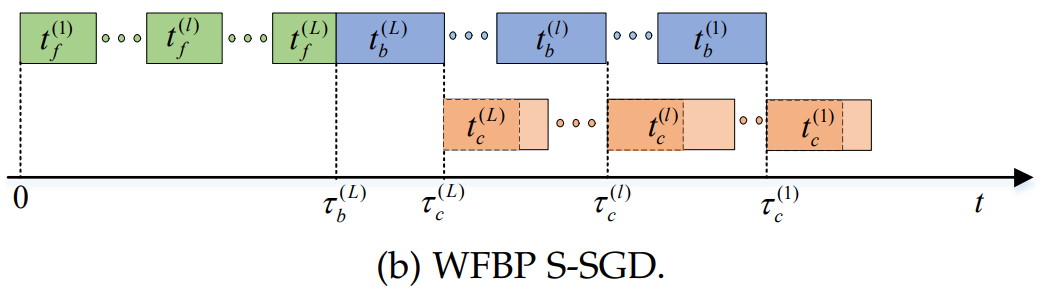 t_f^{(1)} t_f^{(l)} t_f^{(L)} t_b^{(L)} t_b^{(l)} t_b^{(1)}
t_c^{(L)} t_c^{(l)} t_c^{(1)}
0 τ_b^{(L)} τ_c^{(L)} τ_c^{(l)} τ_c^{(1)} t
(b) WFBP S-SGD.